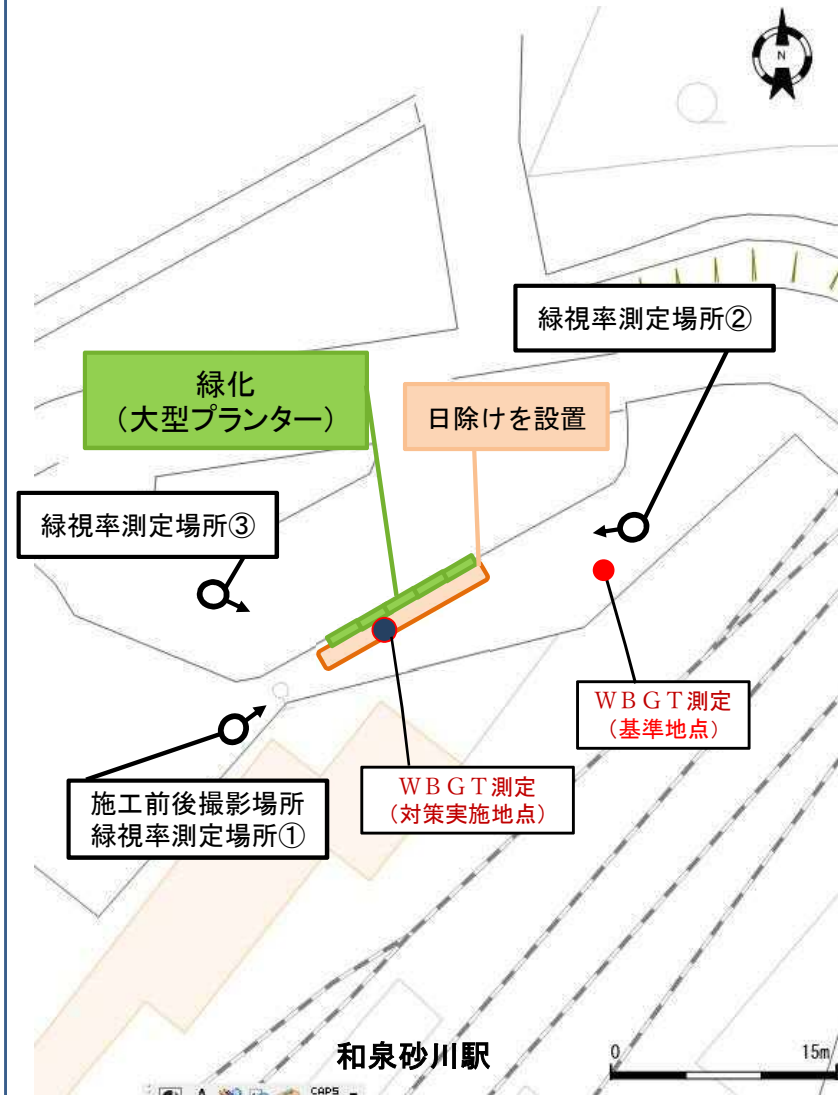 N
緑視率測定場所②
緑化
（大型プランター）
日除けを設置
緑視率測定場所③
ＷＢＧＴ測定
（基準地点）
ＷＢＧＴ測定
（対策実施地点）
施工前後撮影場所
緑視率測定場所①
和泉砂川駅
0 15m
A
CAPS